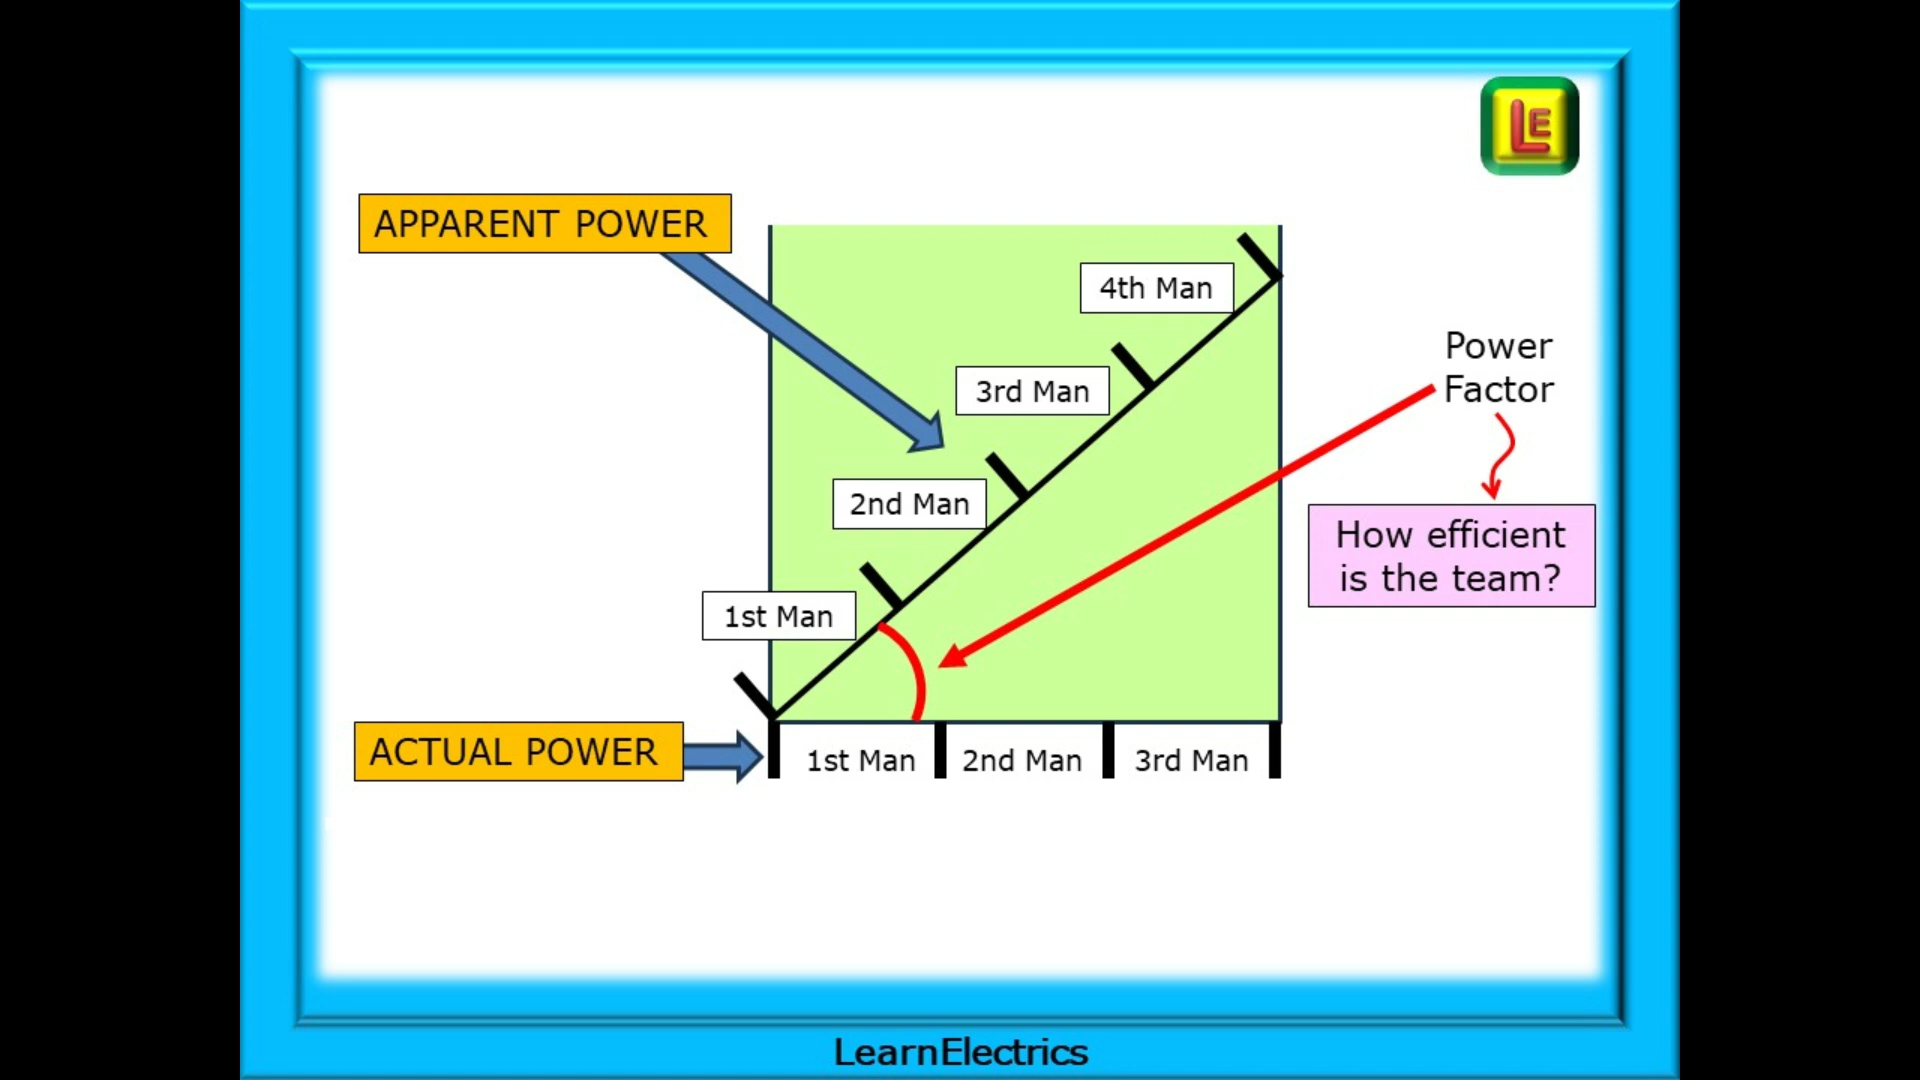 LE
APPARENT POWER
4th Man
Power
Factor
3rd Man
2nd Man
How efficient
is the team?
1st Man
ACTUAL POWER
1st Man
2nd Man
3rd Man
LearnElectrics